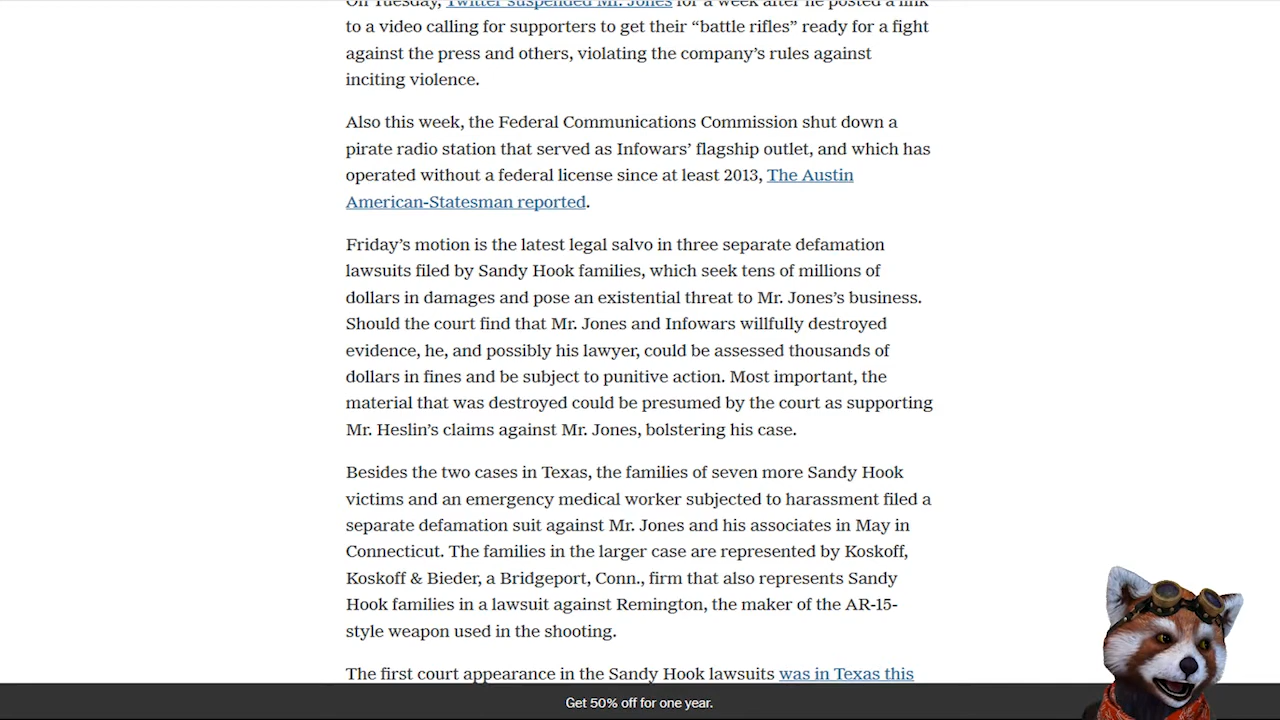 On Tuesday, Twitter suspended Mr. Jones for a week after he posted a link
to a video calling for supporters to get their “battle rifles” ready for a fight
against the press and others, violating the company’s rules against
inciting violence.
Also this week, the Federal Communications Commission shut down a
pirate radio station that served as Infowars’ flagship outlet, and which has
operated without a federal license since at least 2013, The Austin
American-Statesman reported.
Friday’s motion is the latest legal salvo in three separate defamation
lawsuits filed by Sandy Hook families, which seek tens of millions of
dollars in damages and pose an existential threat to Mr. Jones’s business.
Should the court find that Mr. Jones and Infowars willfully destroyed
evidence, he, and possibly his lawyer, could be assessed thousands of
dollars in fines and be subject to punitive action. Most important, the
material that was destroyed could be presumed by the court as supporting
Mr. Heslin’s claims against Mr. Jones, bolstering his case.
Besides the two cases in Texas, the families of seven more Sandy Hook
victims and an emergency medical worker subjected to harassment filed a
separate defamation suit against Mr. Jones and his associates in May in
Connecticut. The families in the larger case are represented by Koskoff,
Koskoff & Bieder, a Bridgeport, Conn., firm that also represents Sandy
Hook families in a lawsuit against Remington, the maker of the AR-15-
style weapon used in the shooting.
The first court appearance in the Sandy Hook lawsuits was in Texas this
Get 50% off for one year.